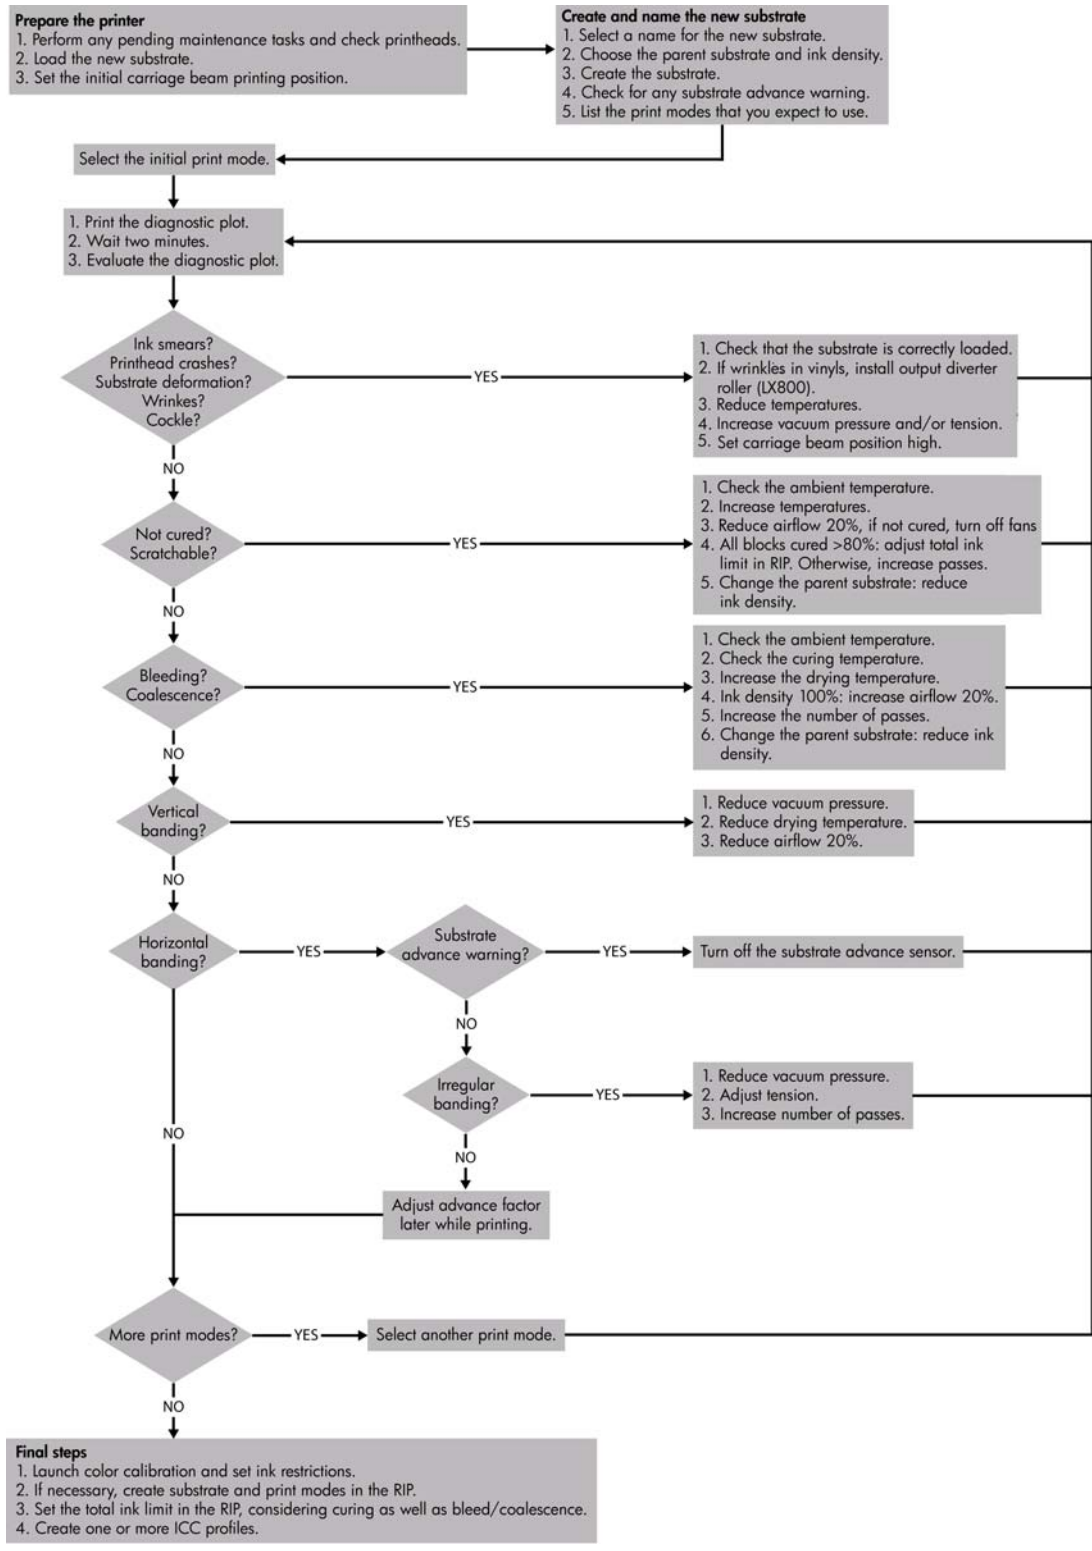 Prepare the printer
1. Perform any pending maintenance tasks and check printheads.
2. Load the new substrate.
3. Set the initial carriage beam printing position.
Create and name the new substrate
1. Select a name for the new substrate.
2. Choose the parent substrate and ink density.
3. Create the substrate.
4. Check for any substrate advance warning.
5. List the print modes that you expect to use.
Select the initial print mode.
1. Print the diagnostic plot.
2. Wait two minutes.
3. Evaluate the diagnostic plot.
Ink smears?
Printhead crashes?
Substrate deformation?
Wrinkes?
Cockle?
YES
1. Check that the substrate is correctly loaded.
2. If wrinkles in vinyls, install output diverter
roller (LX800).
3. Reduce temperatures.
4. Increase vacuum pressure and/or tension.
5. Set carriage beam position high.
NO
Not cured?
Scratchable?
YES
1. Check the ambient temperature.
2. Increase temperatures.
3. Reduce airflow 20%, if not cured, turn off fans
4. All blocks cured >80%: adjust total ink
limit in RIP. Otherwise, increase passes.
5. Change the parent substrate: reduce
ink density.
NO
Bleeding?
Coalescence?
YES
1. Check the ambient temperature.
2. Check the curing temperature.
3. Increase the drying temperature.
4. Ink density 100%: increase airflow 20%.
5. Increase the number of passes.
6. Change the parent substrate: reduce ink
density.
NO
Vertical
banding?
YES
1. Reduce vacuum pressure.
2. Reduce drying temperature.
3. Reduce airflow 20%.
NO
Horizontal
banding?
YES
Substrate
advance warning?
YES
Turn off the substrate advance sensor.
NO
Irregular
banding?
YES
1. Reduce vacuum pressure.
2. Adjust tension.
3. Increase number of passes.
NO
NO
Adjust advance factor
later while printing.
More print modes?
YES
Select another print mode.
NO
Final steps
1. Launch color calibration and set ink restrictions.
2. If necessary, create substrate and print modes in the RIP.
3. Set the total ink limit in the RIP, considering curing as well as bleed/coalescence.
4. Create one or more ICC profiles.